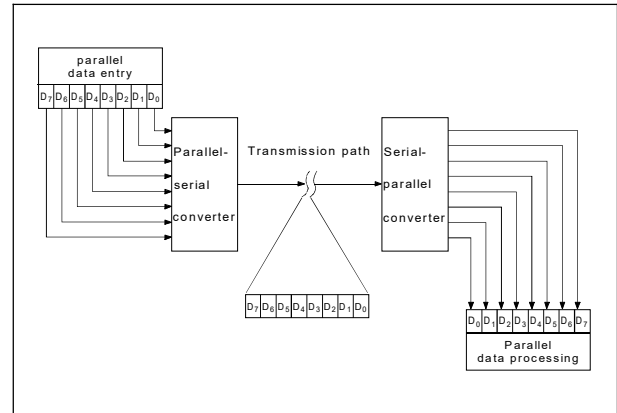 parallel
data entry
D₇ D₆ D₅ D₄ D₃ D₂ D₁ D₀
Parallel-
serial
converter
Transmission path
Serial-
parallel
converter
D₇ D₆ D₅ D₄ D₃ D₂ D₁ D₀
D₀ D₁ D₂ D₃ D₄ D₅ D₆ D₇
Parallel
data processing